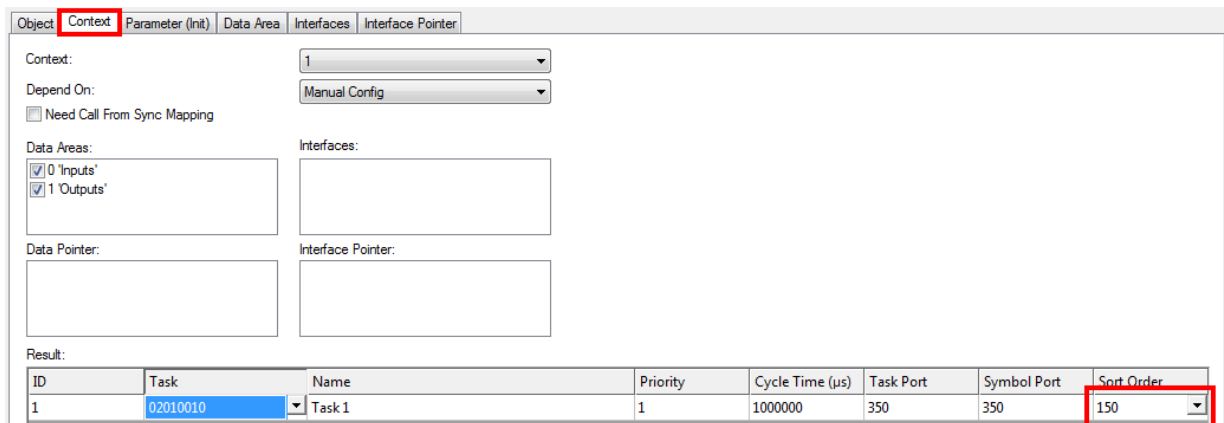 Object Context Parameter (Init) Data Area Interfaces Interface Pointer
Context: 1
Depend On: Manual Config
Need Call From Sync Mapping
Data Areas: Interfaces:
0 'Inputs'
1 'Outputs'
Data Pointer: Interface Pointer:
Result:
ID Task Name Priority Cycle Time (µs) Task Port Symbol Port Sort Order
1 02010010 Task 1 1 1000000 350 350 150